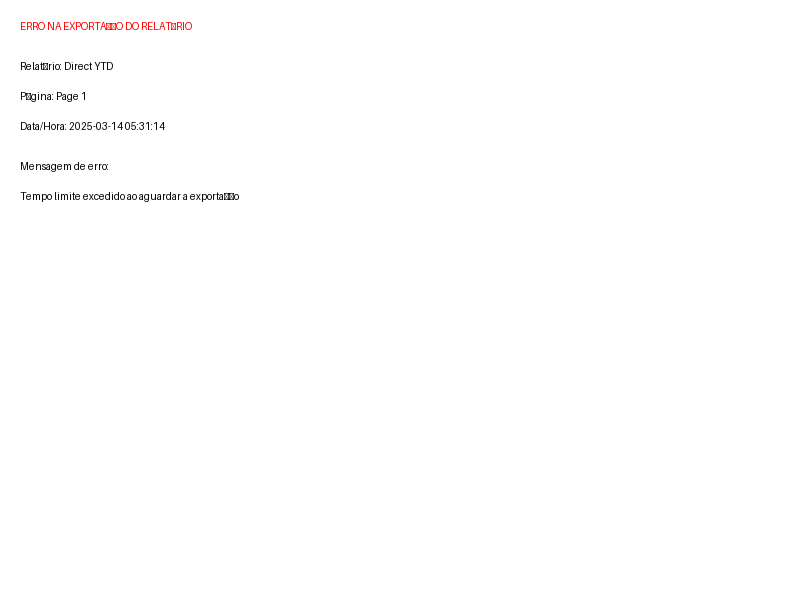 ERRO NA EXPORTA☒☒O DO RELAT☒RIO
Relat☒rio: Direct YTD
P☒gina: Page 1
Data/Hora: 2025-03-14 05:31:14
Mensagem de erro:
Tempo limite excedido ao aguardar a exporta☒☒o